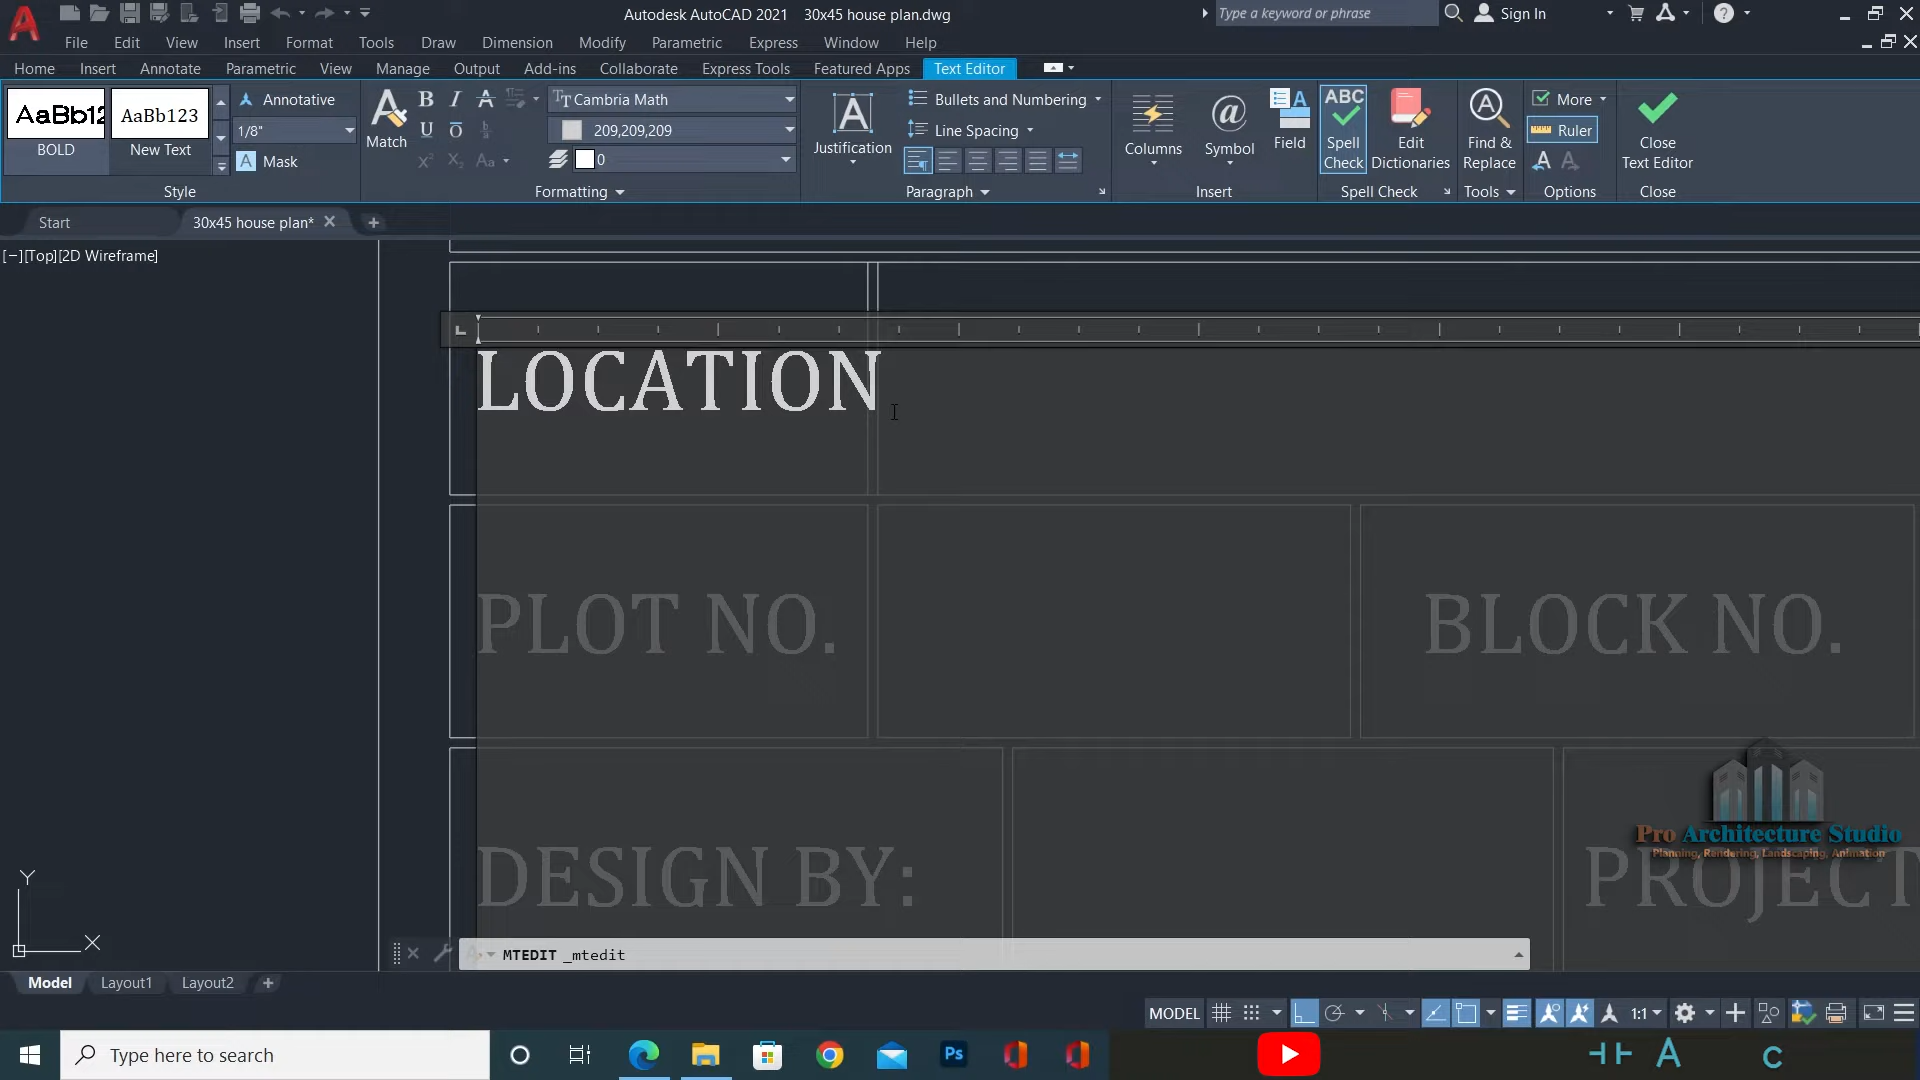 Autodesk AutoCAD 2021 30x45 house plan.dwg
Type a keyword or phrase
Sign In
File Edit View Insert Format Tools Draw Dimension Modify Parametric Express Window Help
Home Insert Annotate Parametric View Manage Output Add-ins Collaborate Express Tools Featured Apps Text Editor
AaBb12 AaBb123 Annotative
BOLD New Text 1/8" Mask
Style
Match
B I A Cambria Math
U O 209,209,209
0
Formatting
Justification
Bullets and Numbering
Line Spacing
Paragraph
Columns Symbol Field
Insert
ABC
Spell Check Edit Dictionaries
Spell Check
Find & Replace
Tools
More
Ruler
Options
Close Text Editor
Close
Start 30x45 house plan*
[−][Top][2D Wireframe]
LOCATION
PLOT NO. BLOCK NO.
DESIGN BY: PROJECT
Pro Architecture Studio
Planning, Rendering, Landscaping, Animation
Y
X
MTEDIT _mtedit
Model Layout1 Layout2
MODEL 1:1
Type here to search
Ps
A C